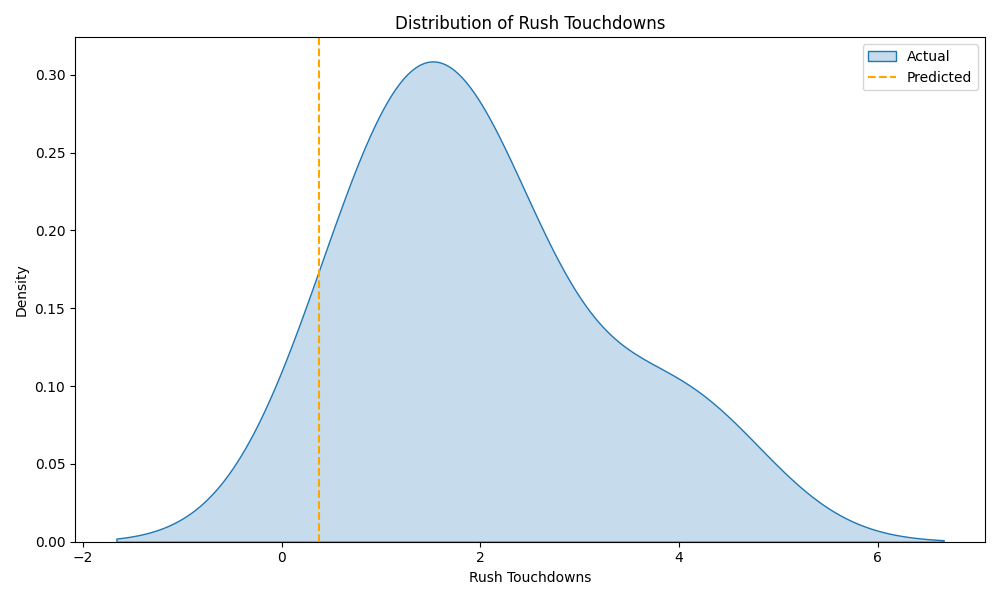 Distribution of Rush Touchdowns
Actual
Predicted
0.30
0.25
0.20
0.15
0.10
0.05
0.00
Density
−2 0 2 4 6
Rush Touchdowns